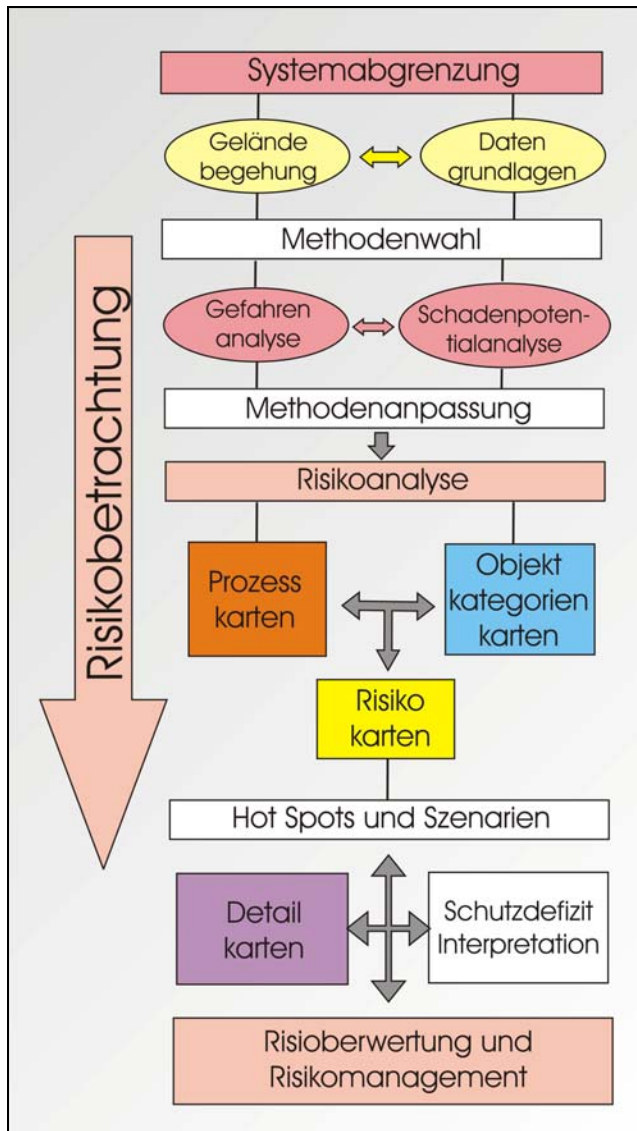 Systemabgrenzung
Gelände
begehung
Daten
grundlagen
Methodenwahl
Gefahren
analyse
Schadenpoten-
tialanalyse
Methodenanpassung
Risikoanalyse
Prozess
karten
Objekt
kategorien
karten
Risiko
karten
Hot Spots und Szenarien
Detail
karten
Schutzdefizit
Interpretation
Risioberwertung und
Risikomanagement
Risikobetrachtung